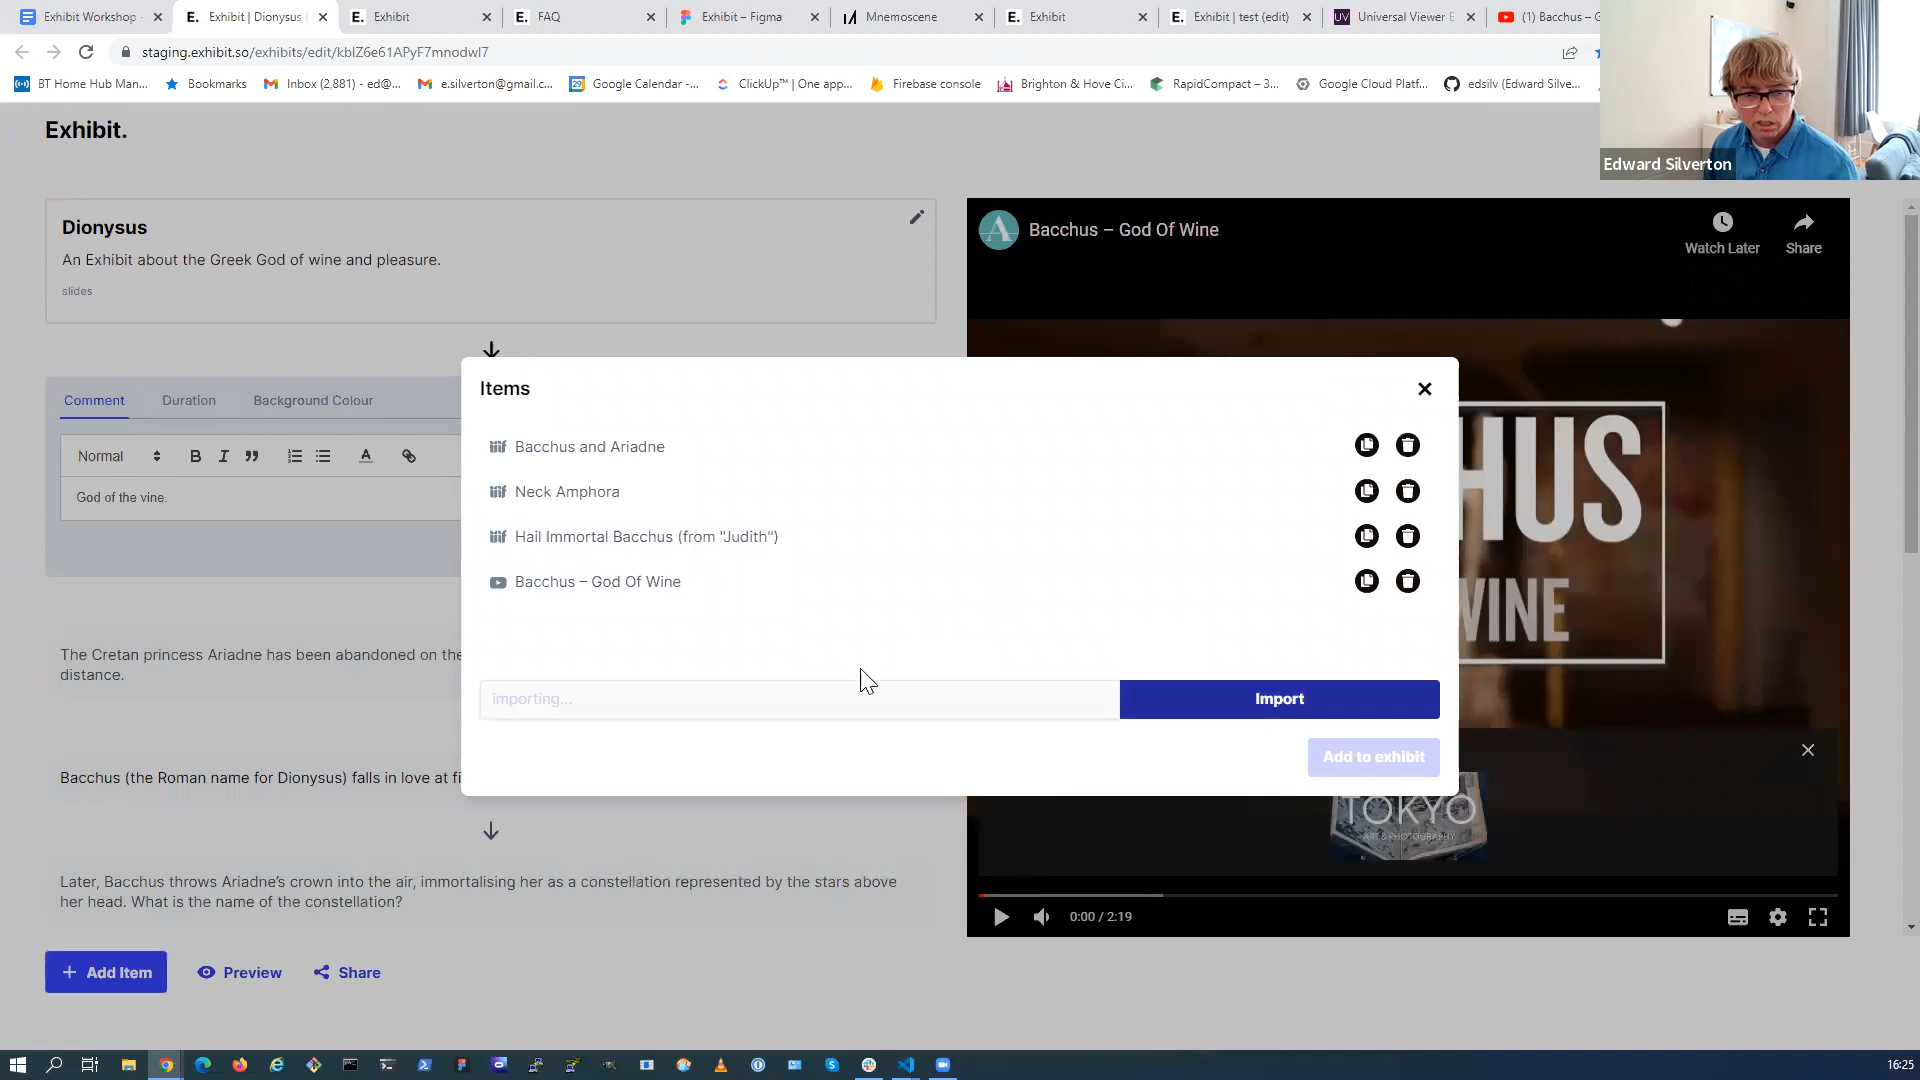 Exhibit Workshop
Exhibit | Dionysus
Exhibit
FAQ
Exhibit – Figma
Mnemoscene
Exhibit
Exhibit | test (edit)
Universal Viewer E
(1) Bacchus – G
staging.exhibit.so/exhibits/edit/kblZ6e61APyF7mnodwl7
BT Home Hub Man...
Bookmarks
Inbox (2,881) - ed@...
e.silverton@gmail.c...
Google Calendar -...
ClickUp™ | One app...
Firebase console
Brighton & Hove Ci...
RapidCompact – 3...
Google Cloud Platf...
edsilv (Edward Silve...
Edward Silverton
Exhibit.
Dionysus
An Exhibit about the Greek God of wine and pleasure.
slides
Comment
Duration
Background Colour
Normal
B I A
God of the vine.
The Cretan princess Ariadne has been abandoned on the
distance.
Bacchus (the Roman name for Dionysus) falls in love at fi
Later, Bacchus throws Ariadne's crown into the air, immortalising her as a constellation represented by the stars above
her head. What is the name of the constellation?
+ Add Item
Preview
Share
Items
Bacchus and Ariadne
Neck Amphora
Hail Immortal Bacchus (from "Judith")
Bacchus – God Of Wine
importing...
Import
Add to exhibit
A
Bacchus – God Of Wine
Watch Later
Share
HUS
WINE
TOKYO
ART & PHOTOGRAPHY
0:00 / 2:19
16:25